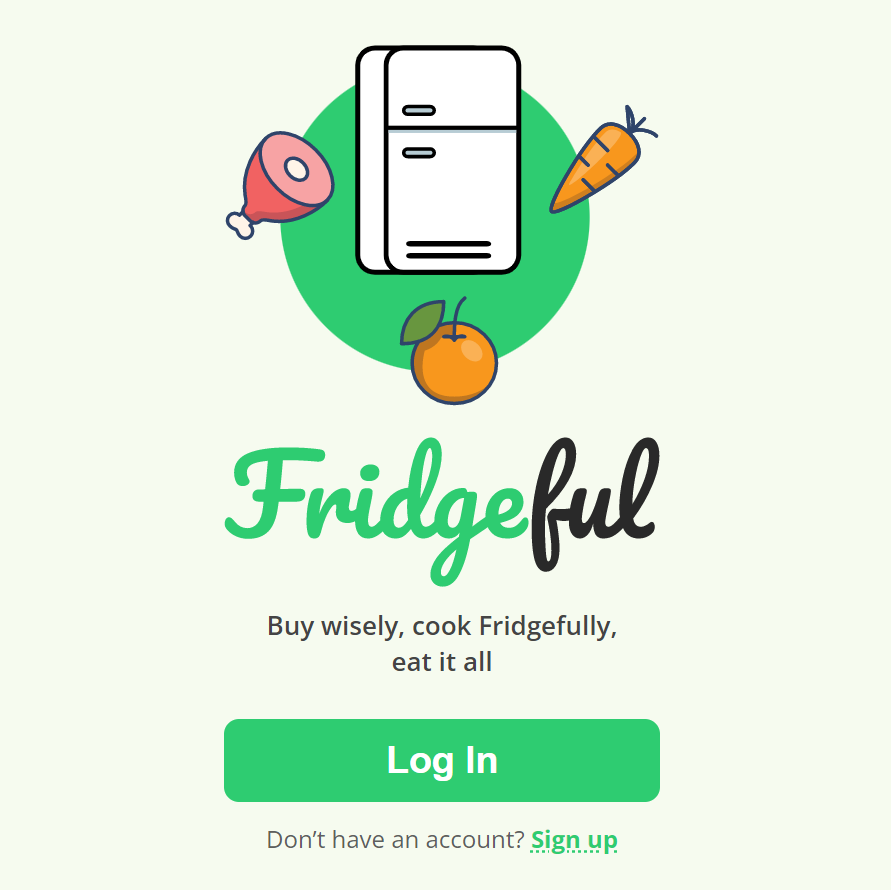 Fridgeful
Buy wisely, cook Fridgefully,
eat it all
Log In
Don’t have an account? Sign up